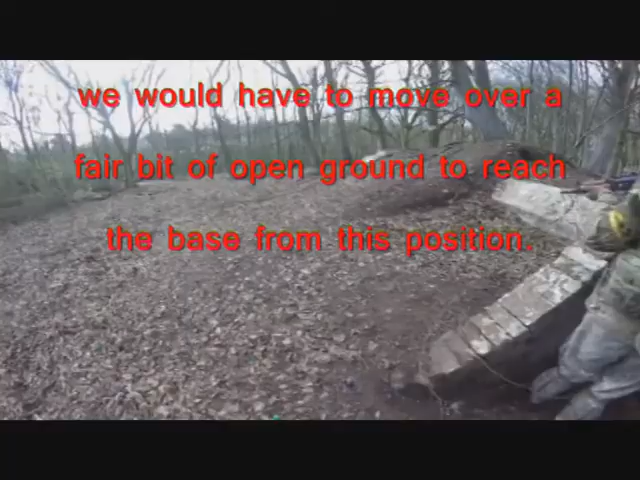 we would have to move over a
fair bit of open ground to reach
the base from this position.